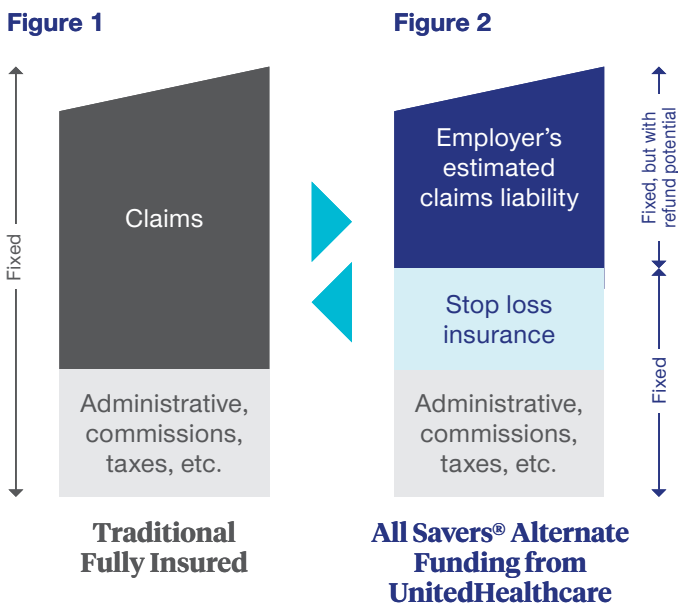 Figure 1
Fixed
Claims
Administrative,
commissions,
taxes, etc.
Traditional
Fully Insured
Figure 2
Employer's
estimated
claims liability
Stop loss
insurance
Administrative,
commissions,
taxes, etc.
Fixed, but with
refund potential
Fixed
All Savers® Alternate
Funding from
UnitedHealthcare